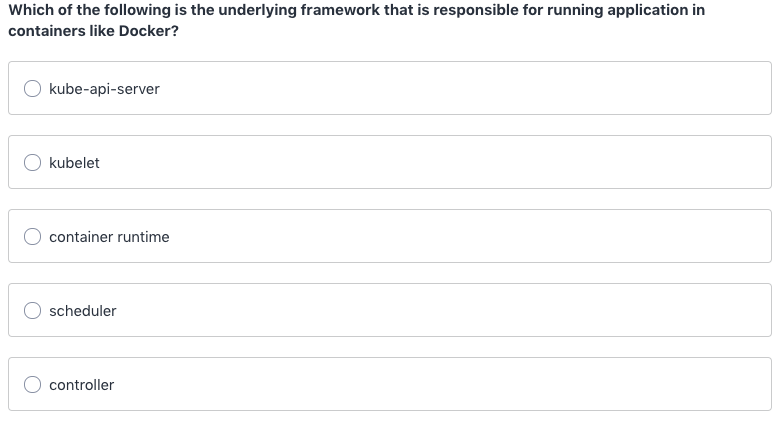 Which of the following is the underlying framework that is responsible for running application in
containers like Docker?
kube-api-server
kubelet
container runtime
scheduler
controller